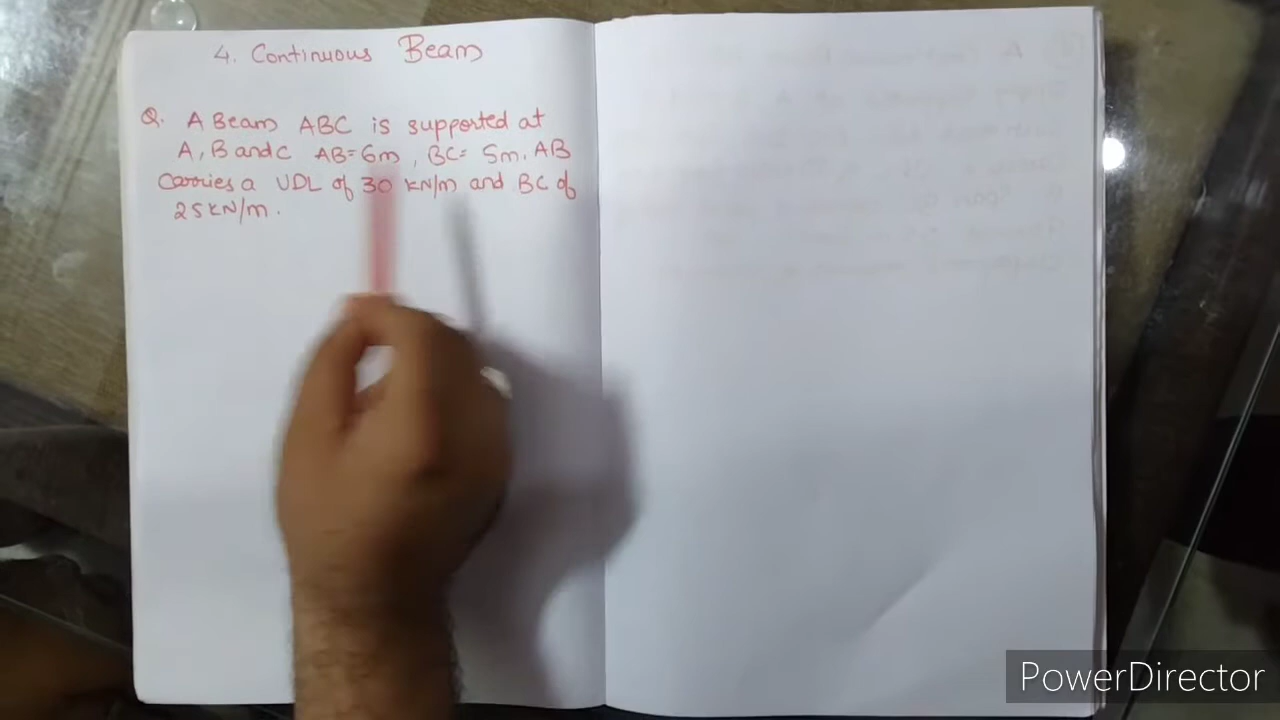 4. Continuous Beam
Q. A Beam ABC is supported at
A, B and C AB = 6m, BC = 5m. AB
Carries a UDL of 30 kN/m and BC of
25 kN/m.
PowerDirector